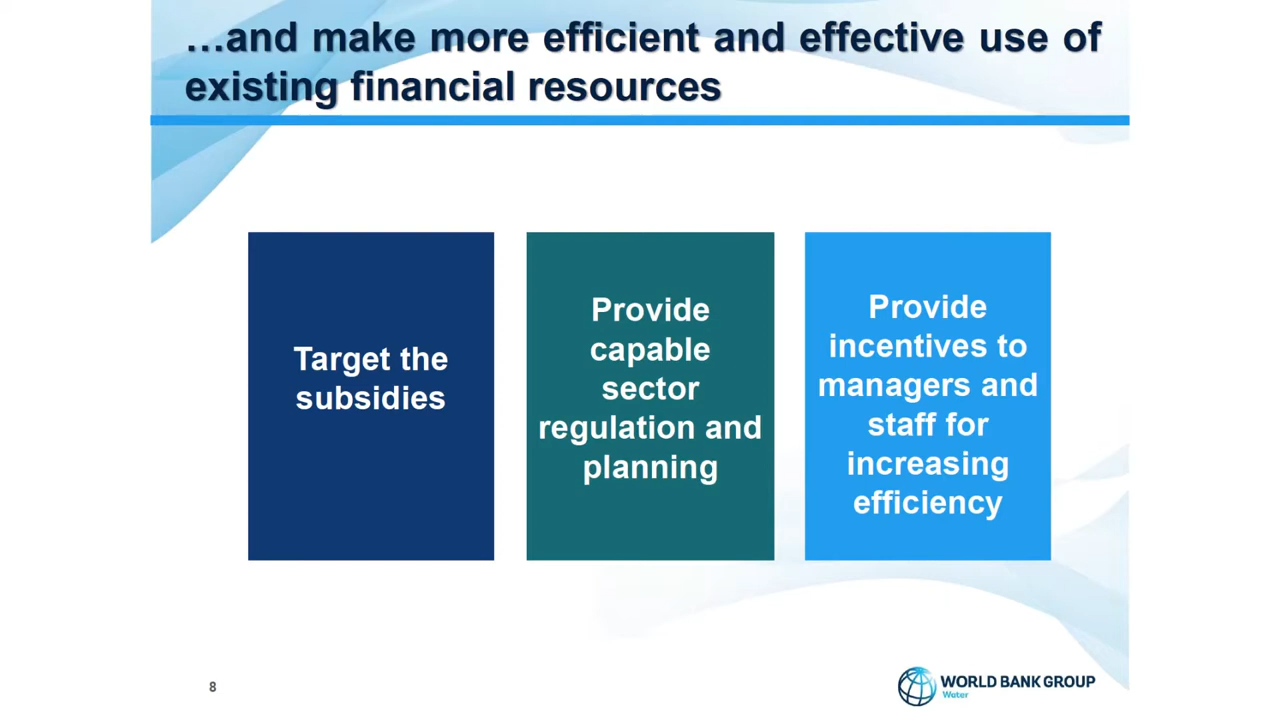 …and make more efficient and effective use of
existing financial resources
Target the
subsidies
Provide
capable
sector
regulation and
planning
Provide
incentives to
managers and
staff for
increasing
efficiency
8
WORLD BANK GROUP
Water